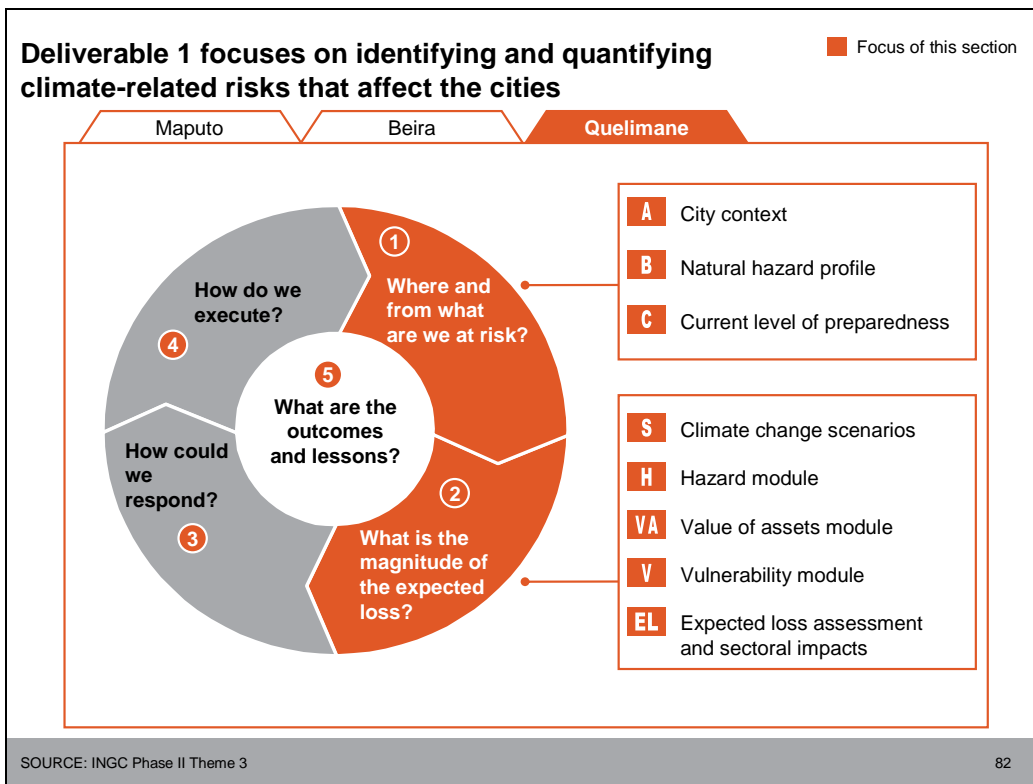 Deliverable 1 focuses on identifying and quantifying
climate-related risks that affect the cities
Focus of this section
Maputo
Beira
Quelimane
1
Where and
from what
are we at risk?
2
What is the
magnitude of
the expected
loss?
How could
we
respond?
3
How do we
execute?
4
5
What are the
outcomes
and lessons?
A City context
B Natural hazard profile
C Current level of preparedness
S Climate change scenarios
H Hazard module
VA Value of assets module
V Vulnerability module
EL Expected loss assessment
and sectoral impacts
SOURCE: INGC Phase II Theme 3
82